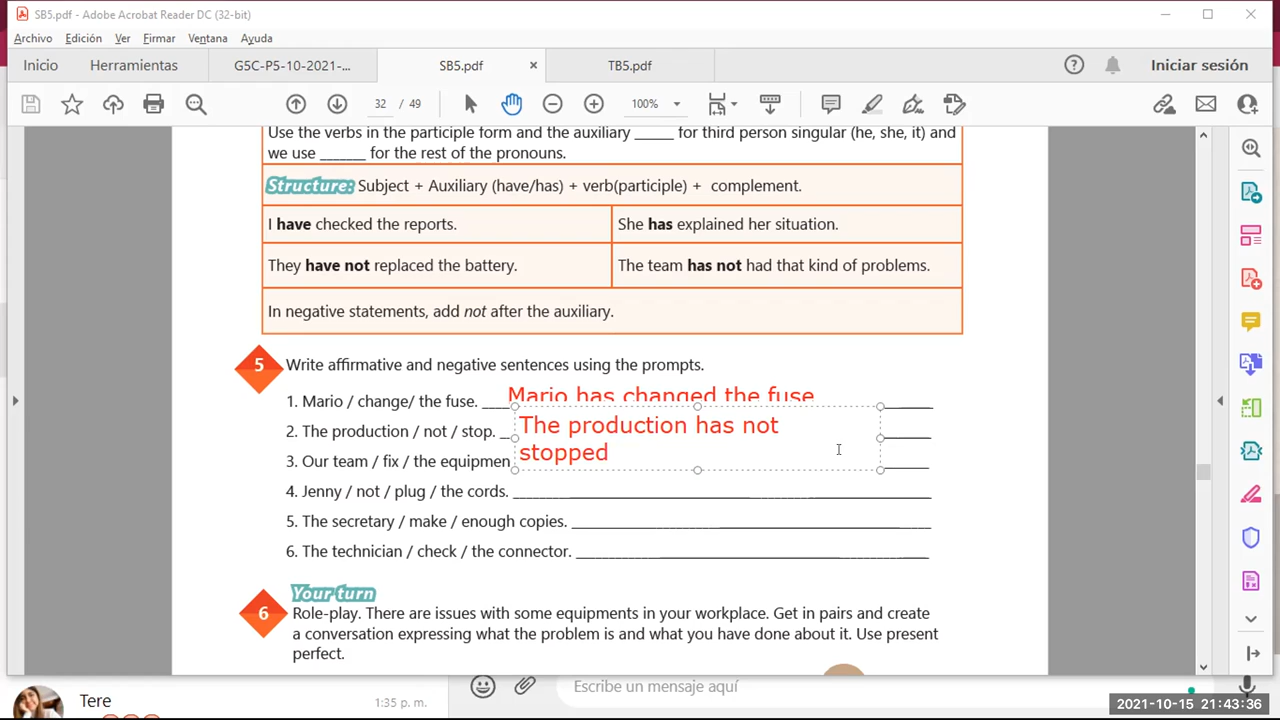 SB5.pdf - Adobe Acrobat Reader DC (32-bit)
Archivo Edición Ver Firmar Ventana Ayuda
Inicio Herramientas G5C-P5-10-2021-... SB5.pdf TB5.pdf Iniciar sesión
32 / 49 100%
Use the verbs in the participle form and the auxiliary _____ for third person singular (he, she, it) and
we use ______ for the rest of the pronouns.
Structure: Subject + Auxiliary (have/has) + verb(participle) + complement.
I have checked the reports. She has explained her situation.
They have not replaced the battery. The team has not had that kind of problems.
In negative statements, add not after the auxiliary.
5 Write affirmative and negative sentences using the prompts.
1. Mario / change/ the fuse. Mario has changed the fuse
2. The production / not / stop. The production has not
stopped
3. Our team / fix / the equipmen
4. Jenny / not / plug / the cords.
5. The secretary / make / enough copies.
6. The technician / check / the connector.
Your turn
6 Role-play. There are issues with some equipments in your workplace. Get in pairs and create
a conversation expressing what the problem is and what you have done about it. Use present
perfect.
Tere 1:35 p. m. Escribe un mensaje aquí
2021-10-15 21:43:36